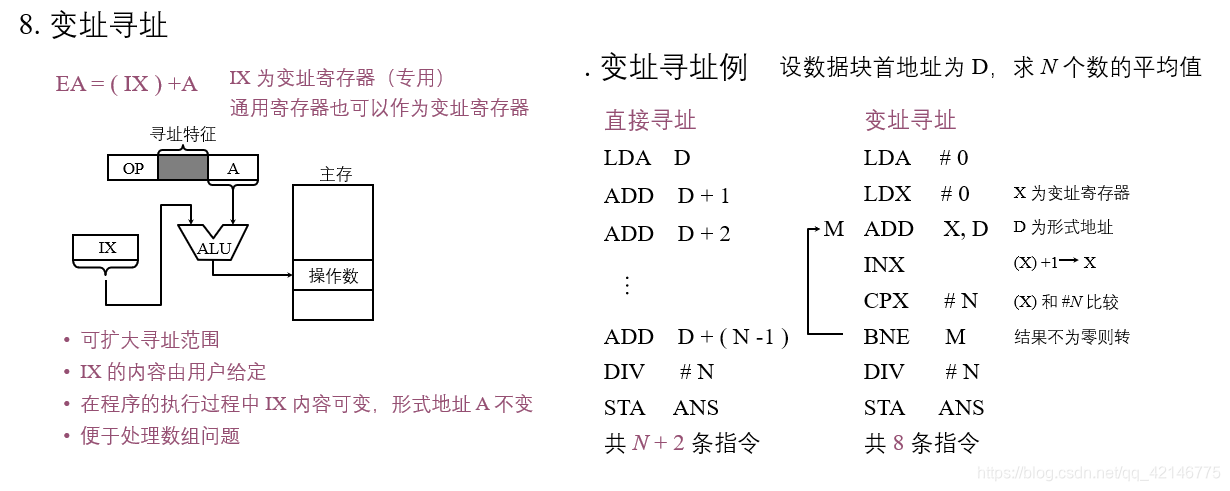 8. 变址寻址
EA = ( IX ) +A
IX 为变址寄存器（专用）
通用寄存器也可以作为变址寄存器
寻址特征
OP
A
主存
IX
ALU
操作数
• 可扩大寻址范围
• IX 的内容由用户给定
• 在程序的执行过程中 IX 内容可变，形式地址 A 不变
• 便于处理数组问题
. 变址寻址例 设数据块首地址为 D，求 N 个数的平均值
直接寻址
LDA D
ADD D + 1
ADD D + 2
⋮
ADD D + ( N -1 )
DIV # N
STA ANS
共 N + 2 条指令
变址寻址
LDA # 0
LDX # 0 X 为变址寄存器
M ADD X, D D 为形式地址
INX (X) +1→ X
CPX # N (X) 和 #N 比较
BNE M 结果不为零则转
DIV # N
STA ANS
共 8 条指令
https://blog.csdn.net/qq_42146775